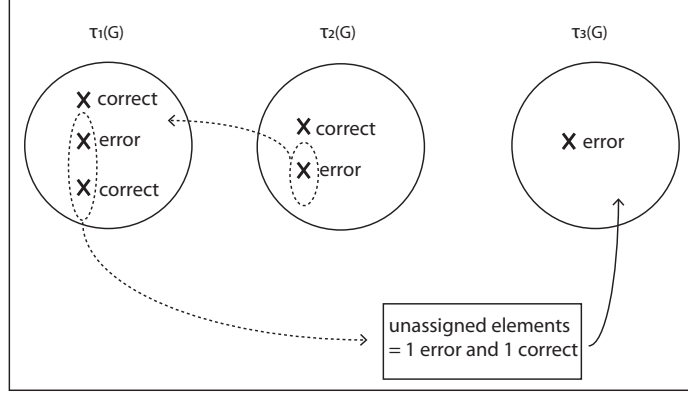 τ1(G)
τ2(G)
τ3(G)
correct
error
correct
correct
error
error
unassigned elements
= 1 error and 1 correct